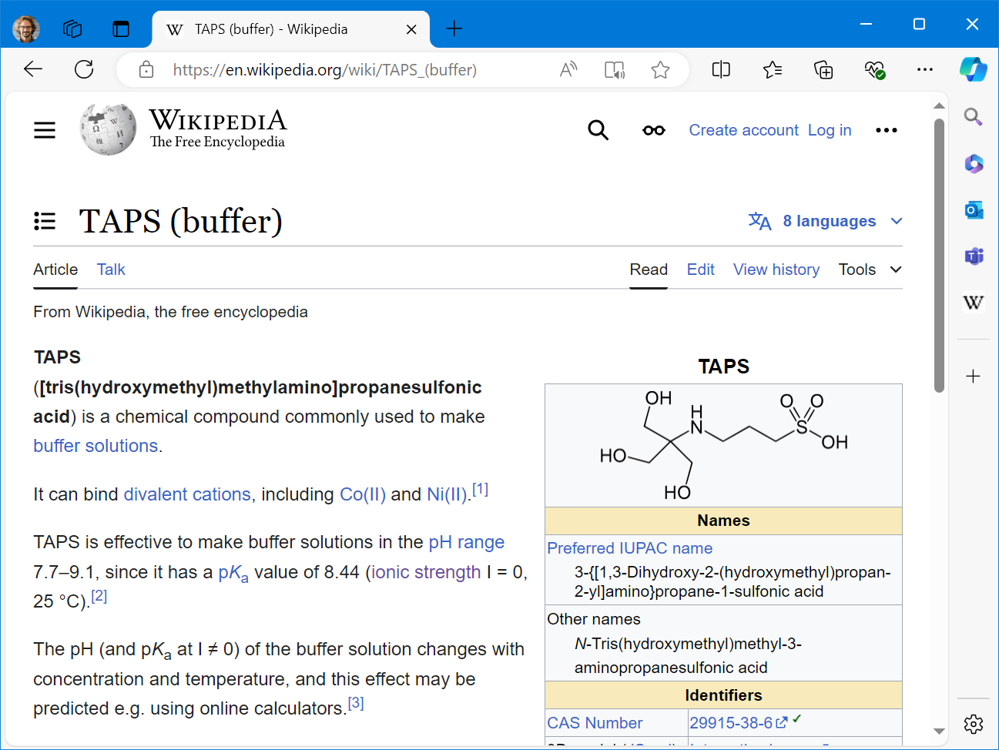 TAPS (buffer) - Wikipedia
https://en.wikipedia.org/wiki/TAPS_(buffer)
WIKIPEDIA
The Free Encyclopedia
Create account Log in
TAPS (buffer)
8 languages
Article Talk
Read Edit View history Tools
From Wikipedia, the free encyclopedia
TAPS
([tris(hydroxymethyl)methylamino]propanesulfonic
acid) is a chemical compound commonly used to make
buffer solutions.
It can bind divalent cations, including Co(II) and Ni(II).[1]
TAPS is effective to make buffer solutions in the pH range
7.7–9.1, since it has a pKa value of 8.44 (ionic strength I = 0,
25 °C).[2]
The pH (and pKa at I ≠ 0) of the buffer solution changes with
concentration and temperature, and this effect may be
predicted e.g. using online calculators.[3]
TAPS
OH
H
N
O O
S
OH
HO
HO
Names
Preferred IUPAC name
3-{[1,3-Dihydroxy-2-(hydroxymethyl)propan-
2-yl]amino}propane-1-sulfonic acid
Other names
N-Tris(hydroxymethyl)methyl-3-
aminopropanesulfonic acid
Identifiers
CAS Number 29915-38-6